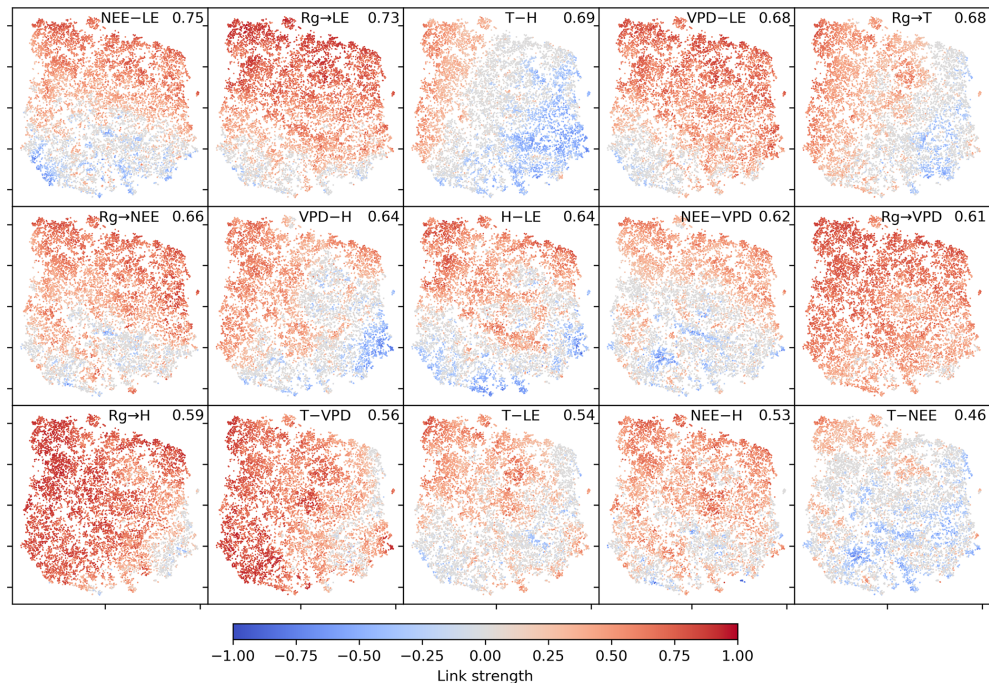 NEE−LE 0.75
Rg→LE 0.73
T−H 0.69
VPD−LE 0.68
Rg→T 0.68
Rg→NEE 0.66
VPD−H 0.64
H−LE 0.64
NEE−VPD 0.62
Rg→VPD 0.61
Rg→H 0.59
T−VPD 0.56
T−LE 0.54
NEE−H 0.53
T−NEE 0.46
−1.00 −0.75 −0.50 −0.25 0.00 0.25 0.50 0.75 1.00
Link strength